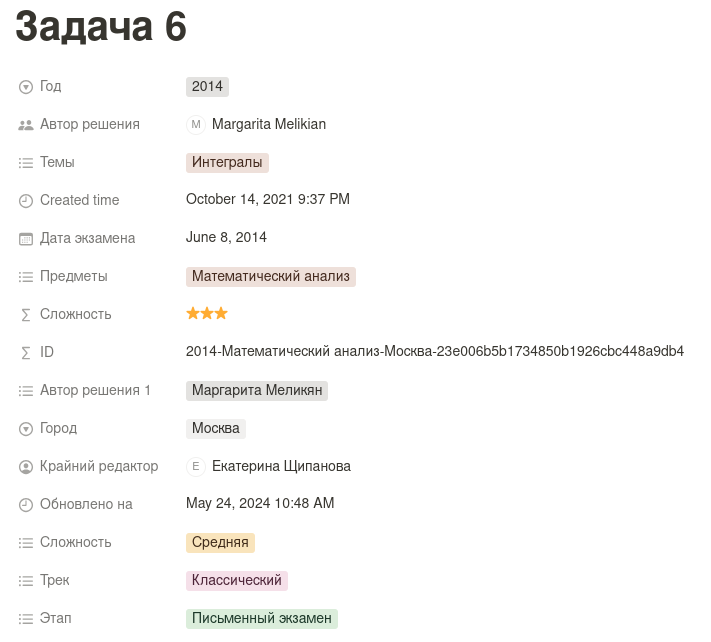 Задача 6
Год 2014
Автор решения M Margarita Melikian
Темы Интегралы
Created time October 14, 2021 9:37 PM
Дата экзамена June 8, 2014
Предметы Математический анализ
Сложность ⭐⭐⭐
ID 2014-Математический анализ-Москва-23e006b5b1734850b1926cbc448a9db4
Автор решения 1 Маргарита Меликян
Город Москва
Крайний редактор Е Екатерина Щипанова
Обновлено на May 24, 2024 10:48 AM
Сложность Средняя
Трек Классический
Этап Письменный экзамен